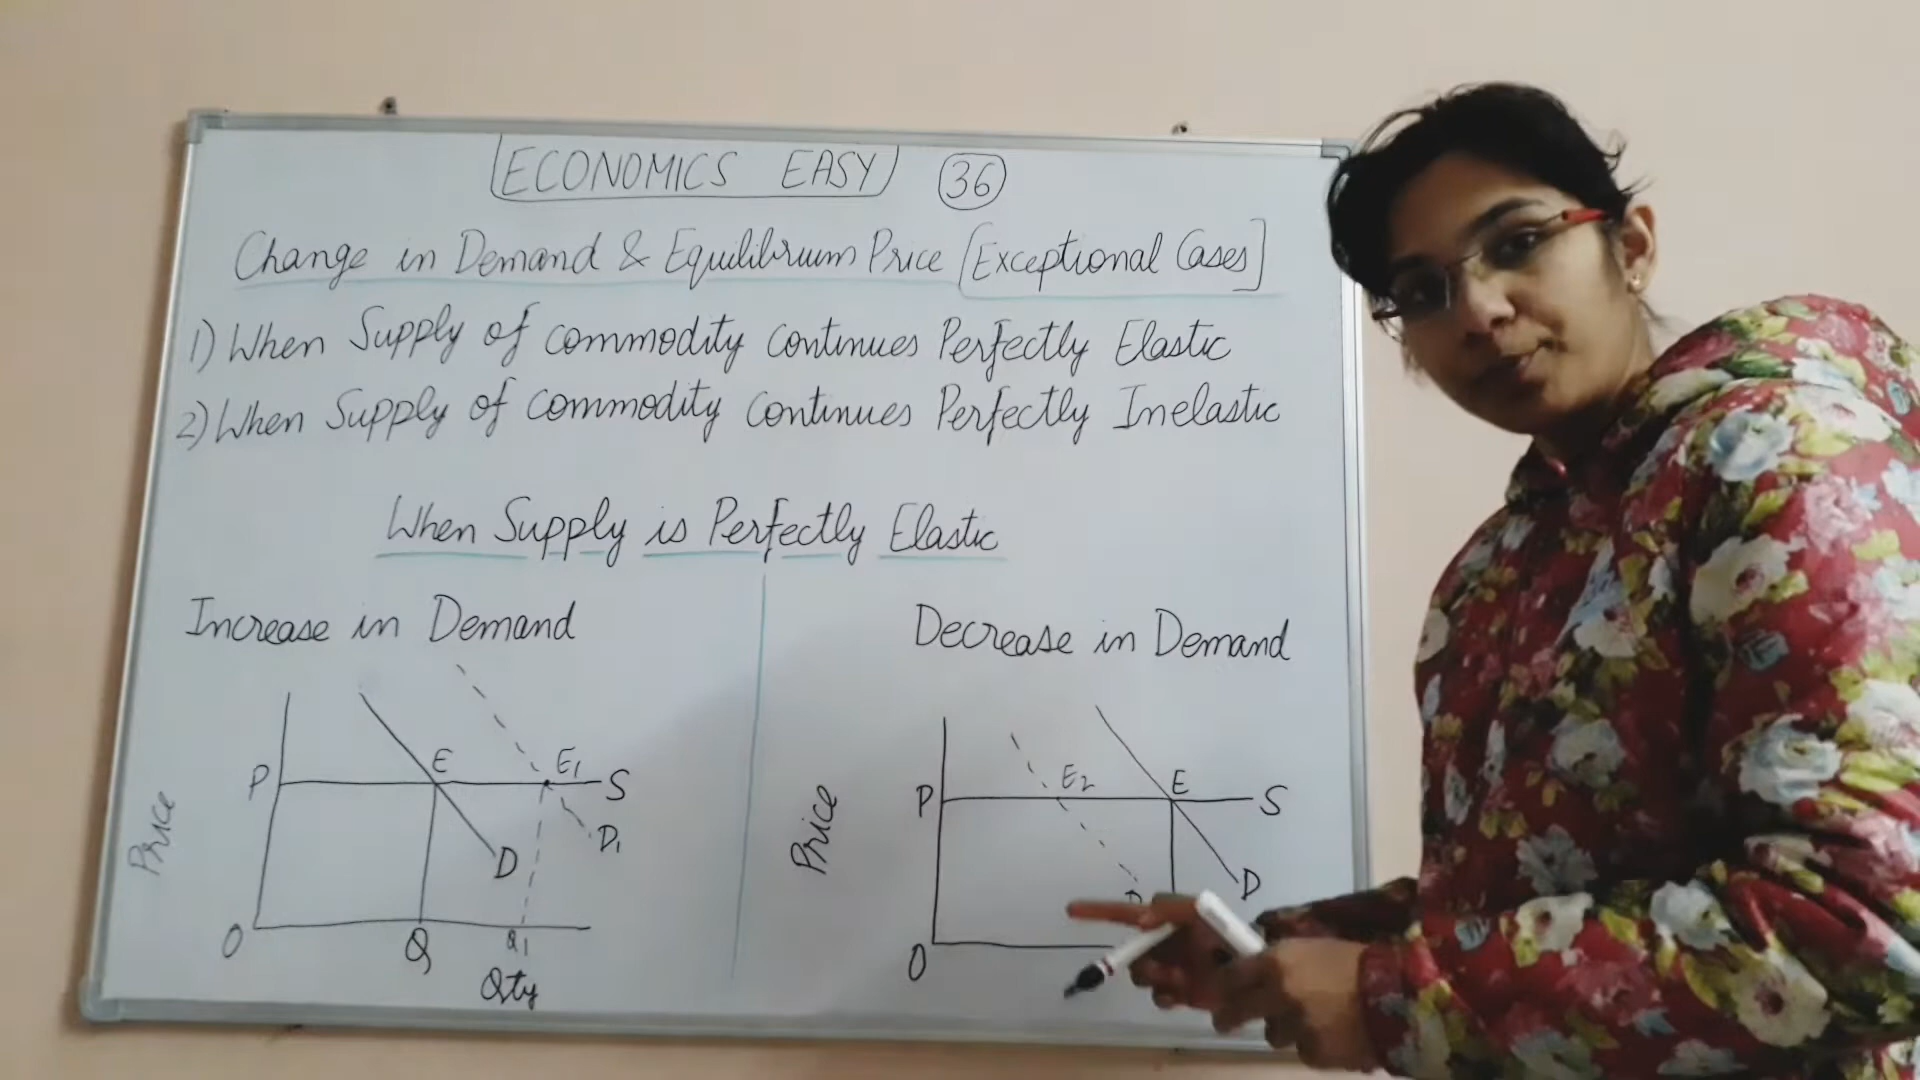 ECONOMICS EASY 36
Change in Demand & Equilibrium Price [Exceptional Cases]
1) When Supply of commodity continues Perfectly Elastic
2) When Supply of commodity continues Perfectly Inelastic
When Supply is Perfectly Elastic
Increase in Demand
Price
P
E
E1
S
D
D1
O
Q
Q1
Qty
Decrease in Demand
Price
P
E2
E
S
D
O